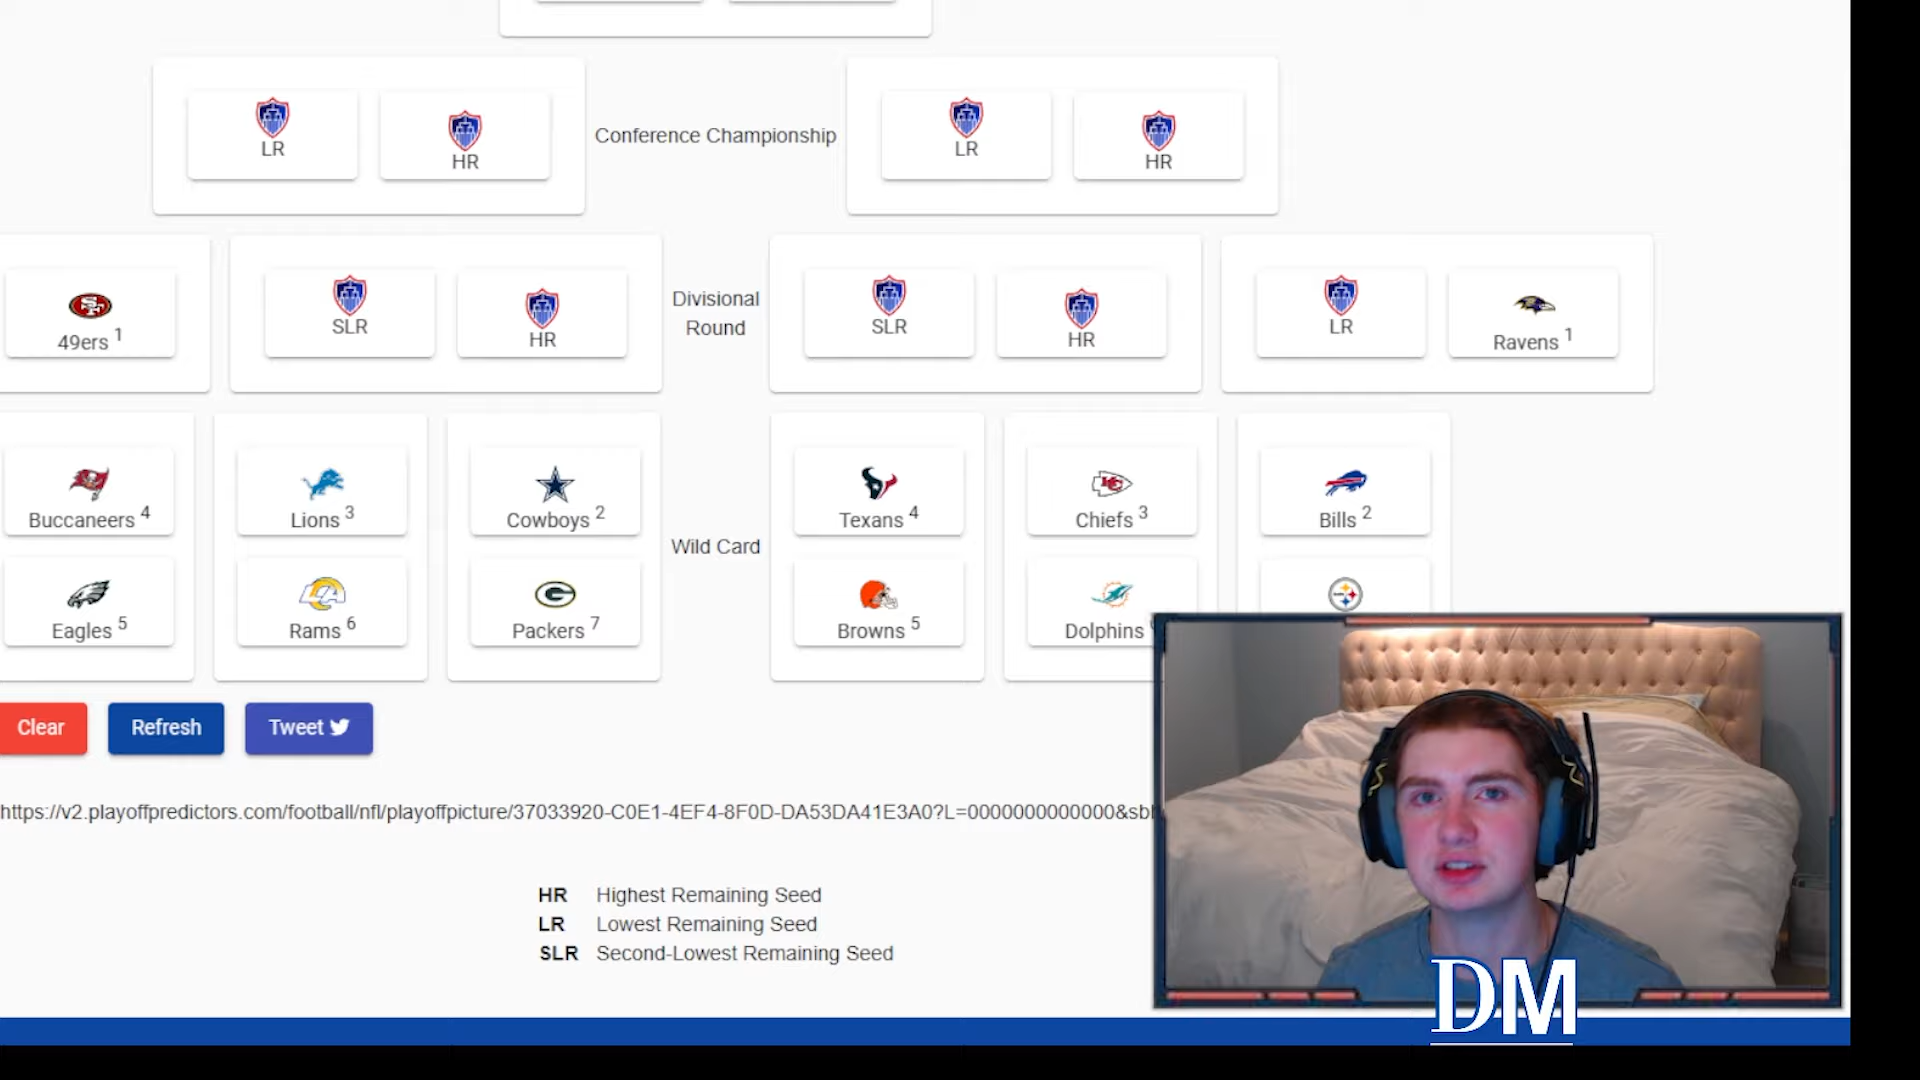 LR
HR
Conference Championship
LR
HR
49ers 1
SLR
HR
Divisional
Round
SLR
HR
LR
Ravens 1
Buccaneers 4
Lions 3
Cowboys 2
Texans 4
Chiefs 3
Bills 2
Wild Card
Eagles 5
Rams 6
Packers 7
Browns 5
Dolphins
Clear
Refresh
Tweet
https://v2.playoffpredictors.com/football/nfl/playoffpicture/37033920-C0E1-4EF4-8F0D-DA53DA41E3A0?L=0000000000000&sb
HR Highest Remaining Seed
LR Lowest Remaining Seed
SLR Second-Lowest Remaining Seed
DM